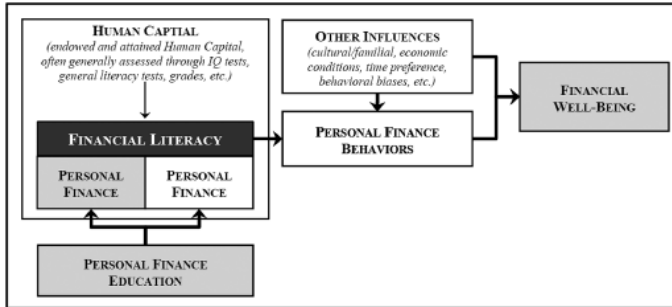 HUMAN CAPTIAL
(endowed and attained Human Capital,
often generally assessed through IQ tests,
general literacy tests, grades, etc.)
FINANCIAL LITERACY
PERSONAL
FINANCE
PERSONAL
FINANCE
PERSONAL FINANCE
EDUCATION
OTHER INFLUENCES
(cultural/familial, economic
conditions, time preference,
behavioral biases, etc.)
PERSONAL FINANCE
BEHAVIORS
FINANCIAL
WELL-BEING